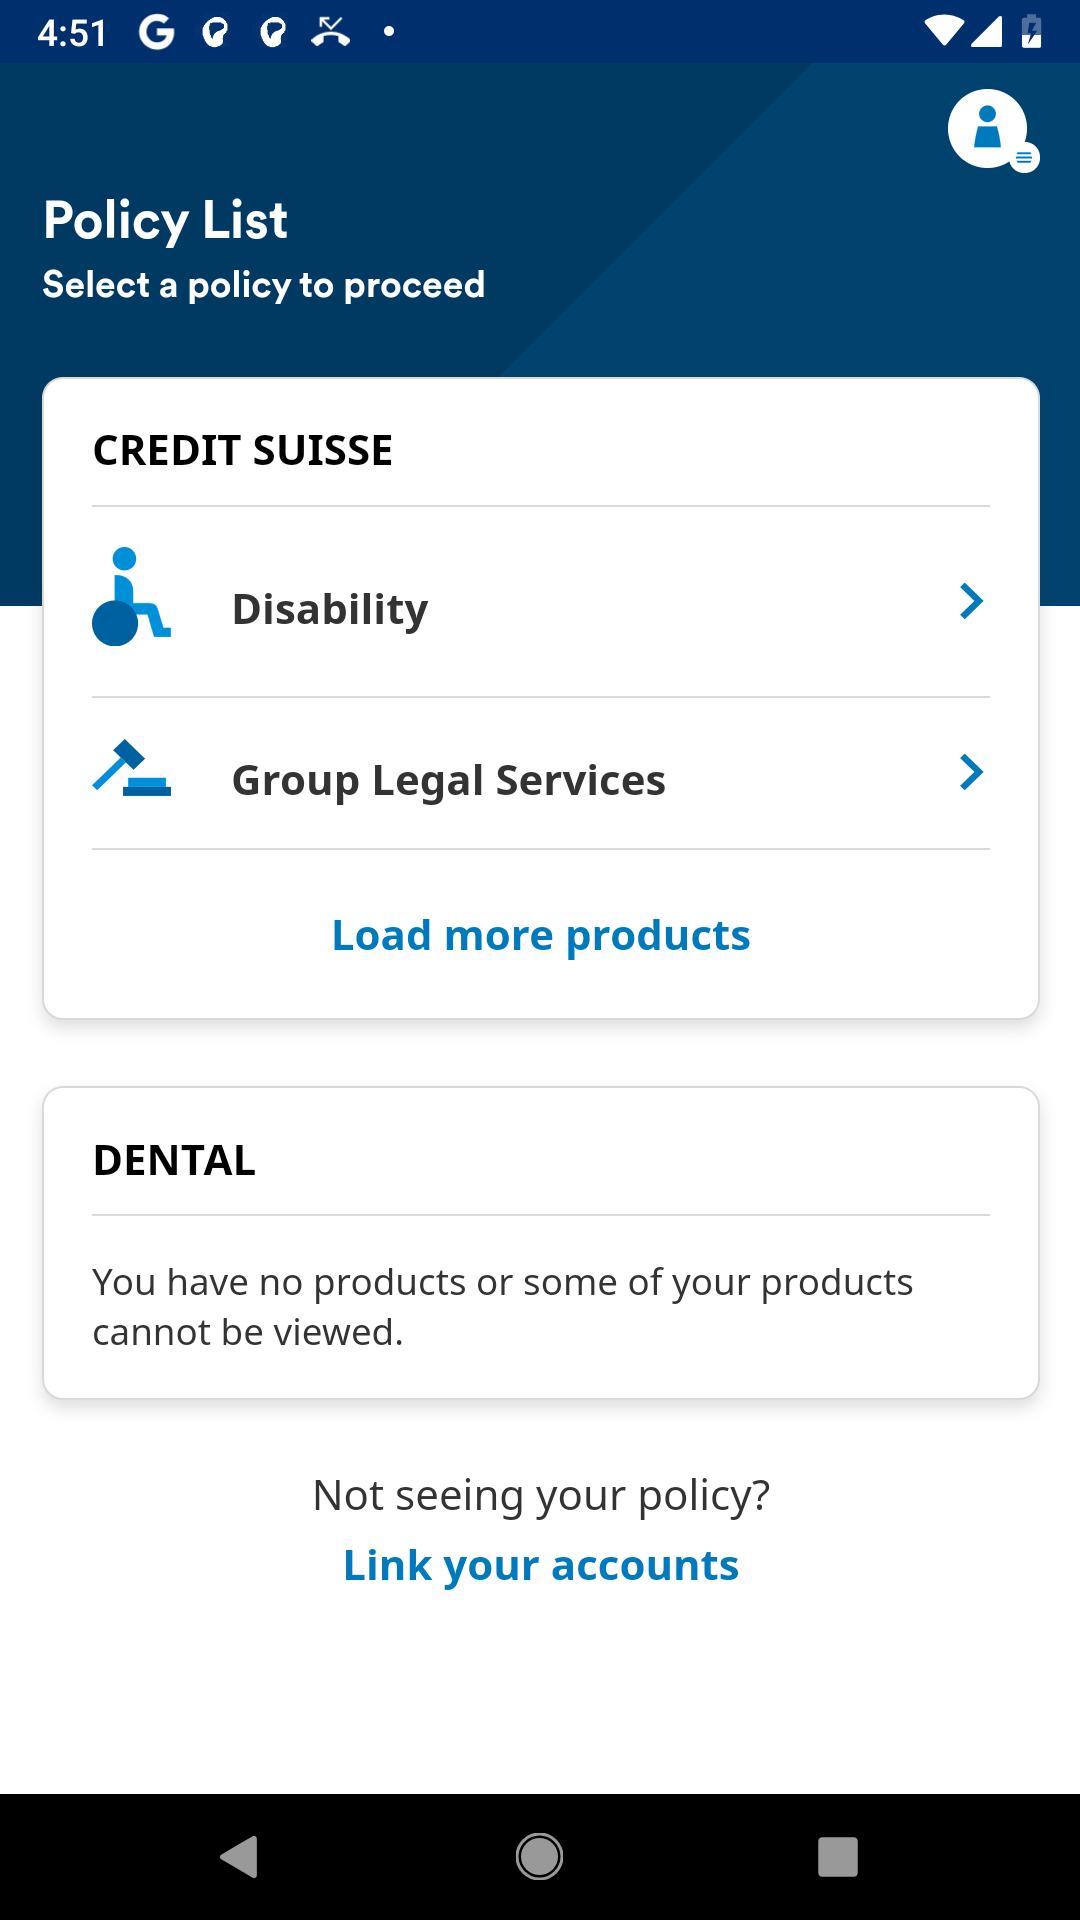 4:51
Policy List
Select a policy to proceed
CREDIT SUISSE
Disability
Group Legal Services
Load more products
DENTAL
You have no products or some of your products
cannot be viewed.
Not seeing your policy?
Link your accounts